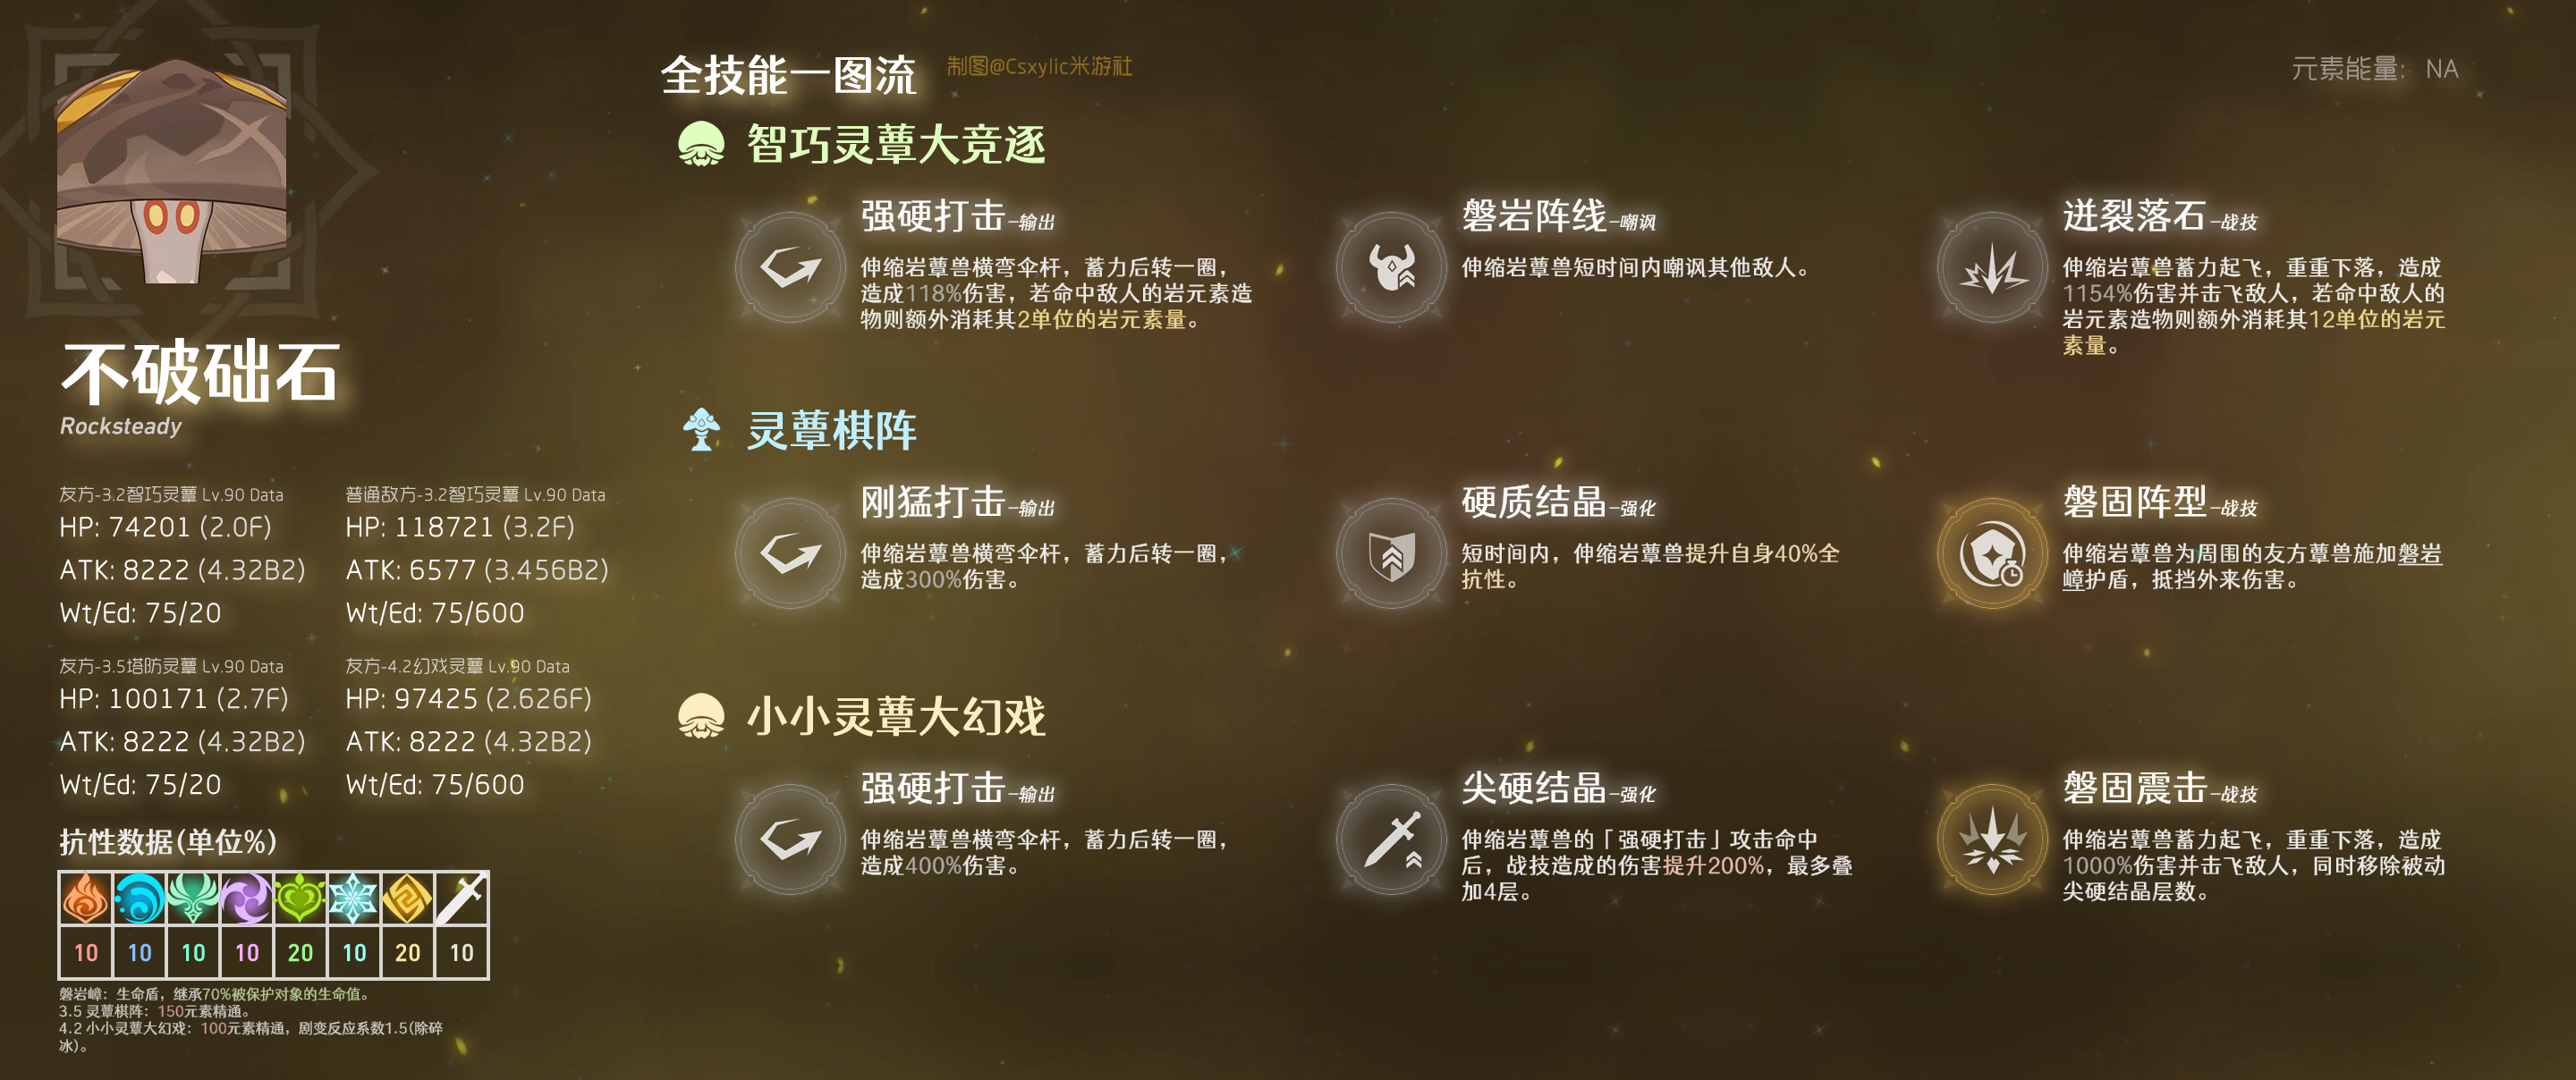 全技能一图流
制图@Csxylic米游社
元素能量: NA
不破础石
Rocksteady
友方-3.2智巧灵蕈 Lv.90 Data
HP: 74201 (2.0F)
ATK: 8222 (4.32B2)
Wt/Ed: 75/20
普通敌方-3.2智巧灵蕈 Lv.90 Data
HP: 118721 (3.2F)
ATK: 6577 (3.456B2)
Wt/Ed: 75/600
友方-3.5塔防灵蕈 Lv.90 Data
HP: 100171 (2.7F)
ATK: 8222 (4.32B2)
Wt/Ed: 75/20
友方-4.2幻戏灵蕈 Lv.90 Data
HP: 97425 (2.626F)
ATK: 8222 (4.32B2)
Wt/Ed: 75/600
抗性数据(单位%)
10 10 10 10 20 10 20 10
磐岩嶂：生命盾，继承70%被保护对象的生命值。
3.5 灵蕈棋阵：150元素精通。
4.2 小小灵蕈大幻戏：100元素精通，剧变反应系数1.5(除碎
冰)。
智巧灵蕈大竞逐
强硬打击-输出
伸缩岩蕈兽横弯伞杆，蓄力后转一圈，
造成118%伤害，若命中敌人的岩元素造
物则额外消耗其2单位的岩元素量。
磐岩阵线-嘲讽
伸缩岩蕈兽短时间内嘲讽其他敌人。
迸裂落石-战技
伸缩岩蕈兽蓄力起飞，重重下落，造成
1154%伤害并击飞敌人，若命中敌人的
岩元素造物则额外消耗其12单位的岩元
素量。
灵蕈棋阵
刚猛打击-输出
伸缩岩蕈兽横弯伞杆，蓄力后转一圈，
造成300%伤害。
硬质结晶-强化
短时间内，伸缩岩蕈兽提升自身40%全
抗性。
磐固阵型-战技
伸缩岩蕈兽为周围的友方蕈兽施加磐岩
嶂护盾，抵挡外来伤害。
小小灵蕈大幻戏
强硬打击-输出
伸缩岩蕈兽横弯伞杆，蓄力后转一圈，
造成400%伤害。
尖硬结晶-强化
伸缩岩蕈兽的「强硬打击」攻击命中
后，战技造成的伤害提升200%，最多叠
加4层。
磐固震击-战技
伸缩岩蕈兽蓄力起飞，重重下落，造成
1000%伤害并击飞敌人，同时移除被动
尖硬结晶层数。